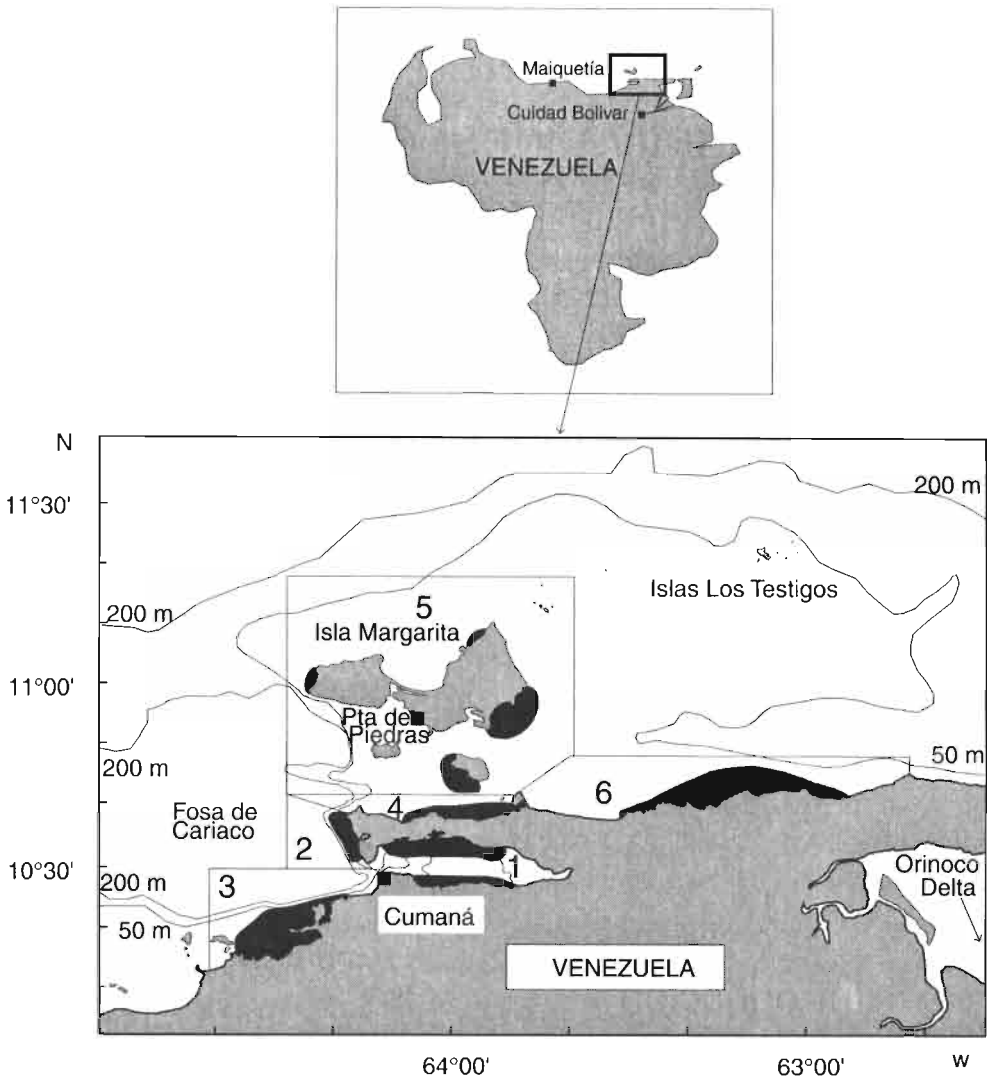 Maiquetía
Cuidad Bolivar
VENEZUELA
N
11°30'
11°00'
10°30'
200 m
Islas Los Testigos
200 m
5
Isla Margarita
Pta de
Piedras
200 m
50 m
6
4
Fosa de
Cariaco
2
1
Orinoco
Delta
3
200 m
50 m
Cumaná
VENEZUELA
64°00'
63°00'
W